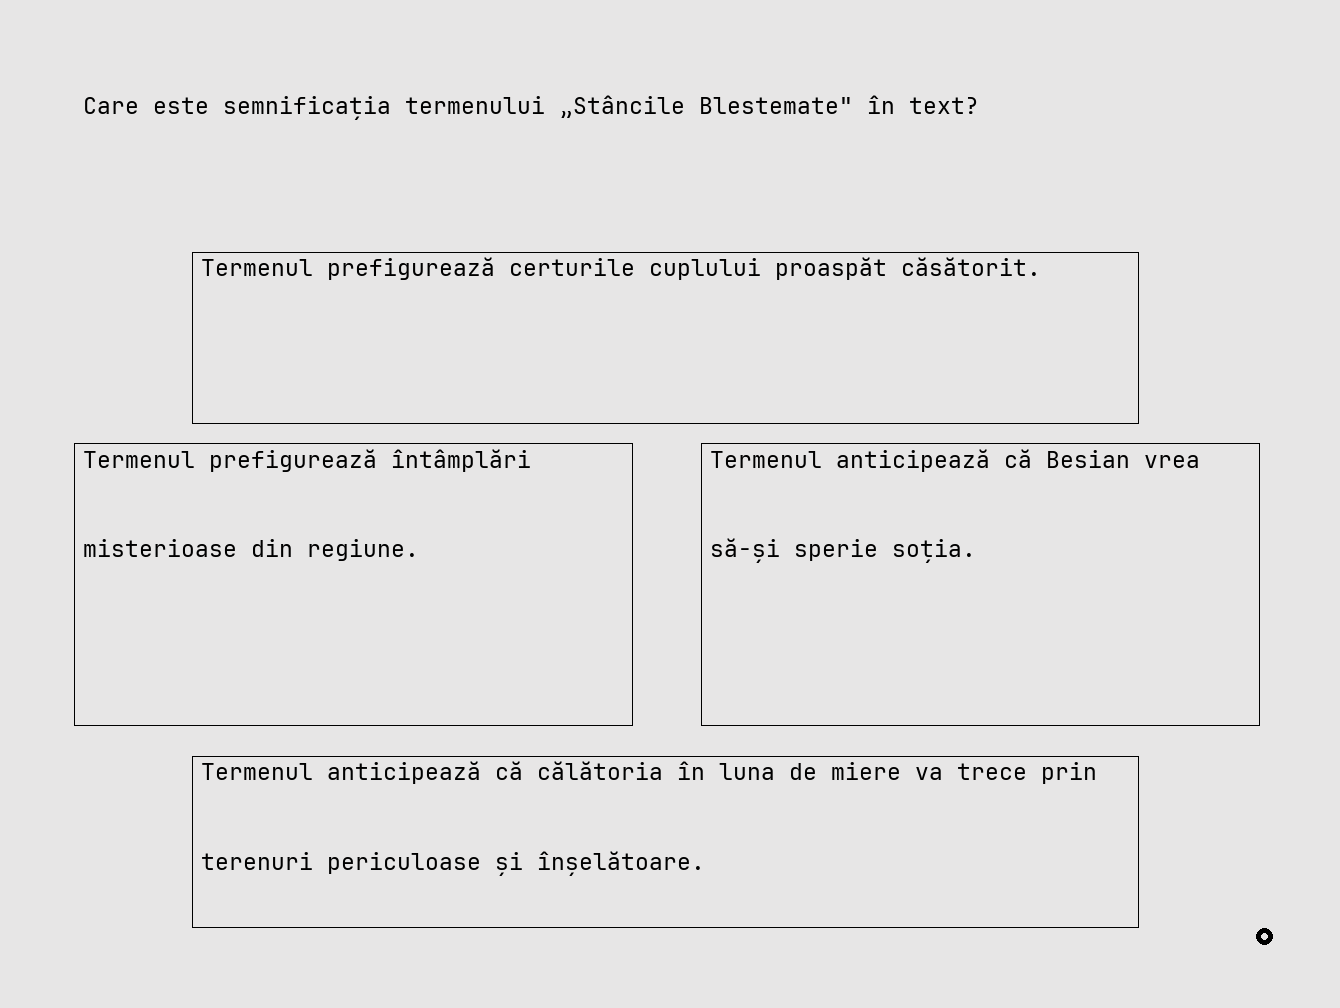 Care este semnificația termenului „Stâncile Blestemate" în text?
Termenul prefigurează certurile cuplului proaspăt căsătorit.
Termenul prefigurează întâmplări
misterioase din regiune.
Termenul anticipează că Besian vrea
să-și sperie soția.
Termenul anticipează că călătoria în luna de miere va trece prin
terenuri periculoase și înșelătoare.